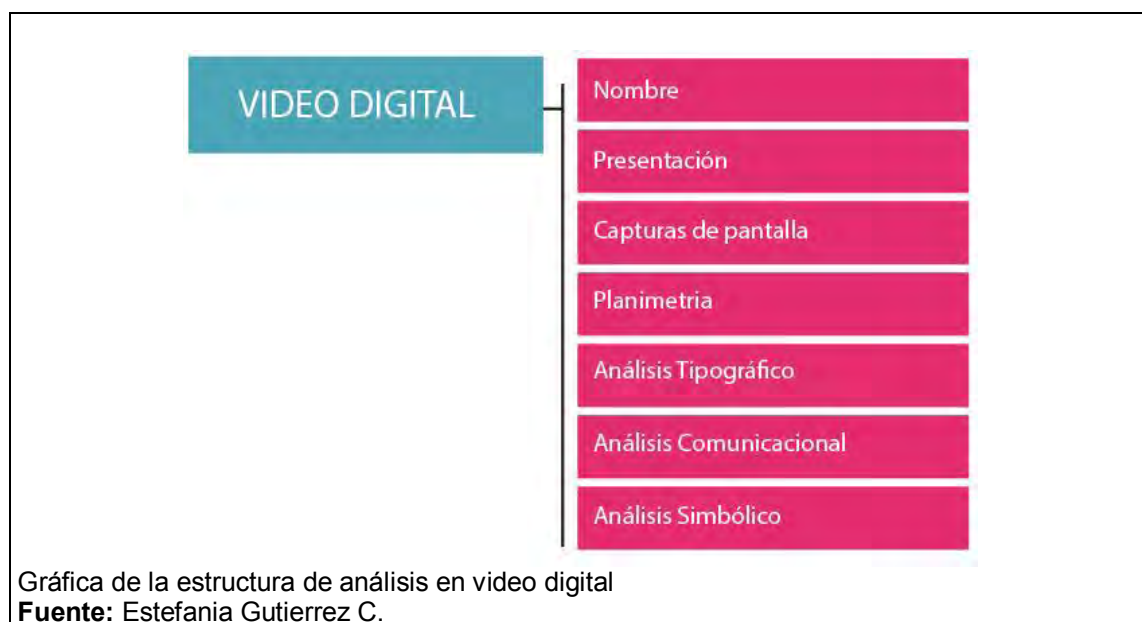 VIDEO DIGITAL
Nombre
Presentación
Capturas de pantalla
Planimetria
Análisis Tipográfico
Análisis Comunicacional
Análisis Simbólico
Gráfica de la estructura de análisis en video digital
Fuente: Estefania Gutierrez C.